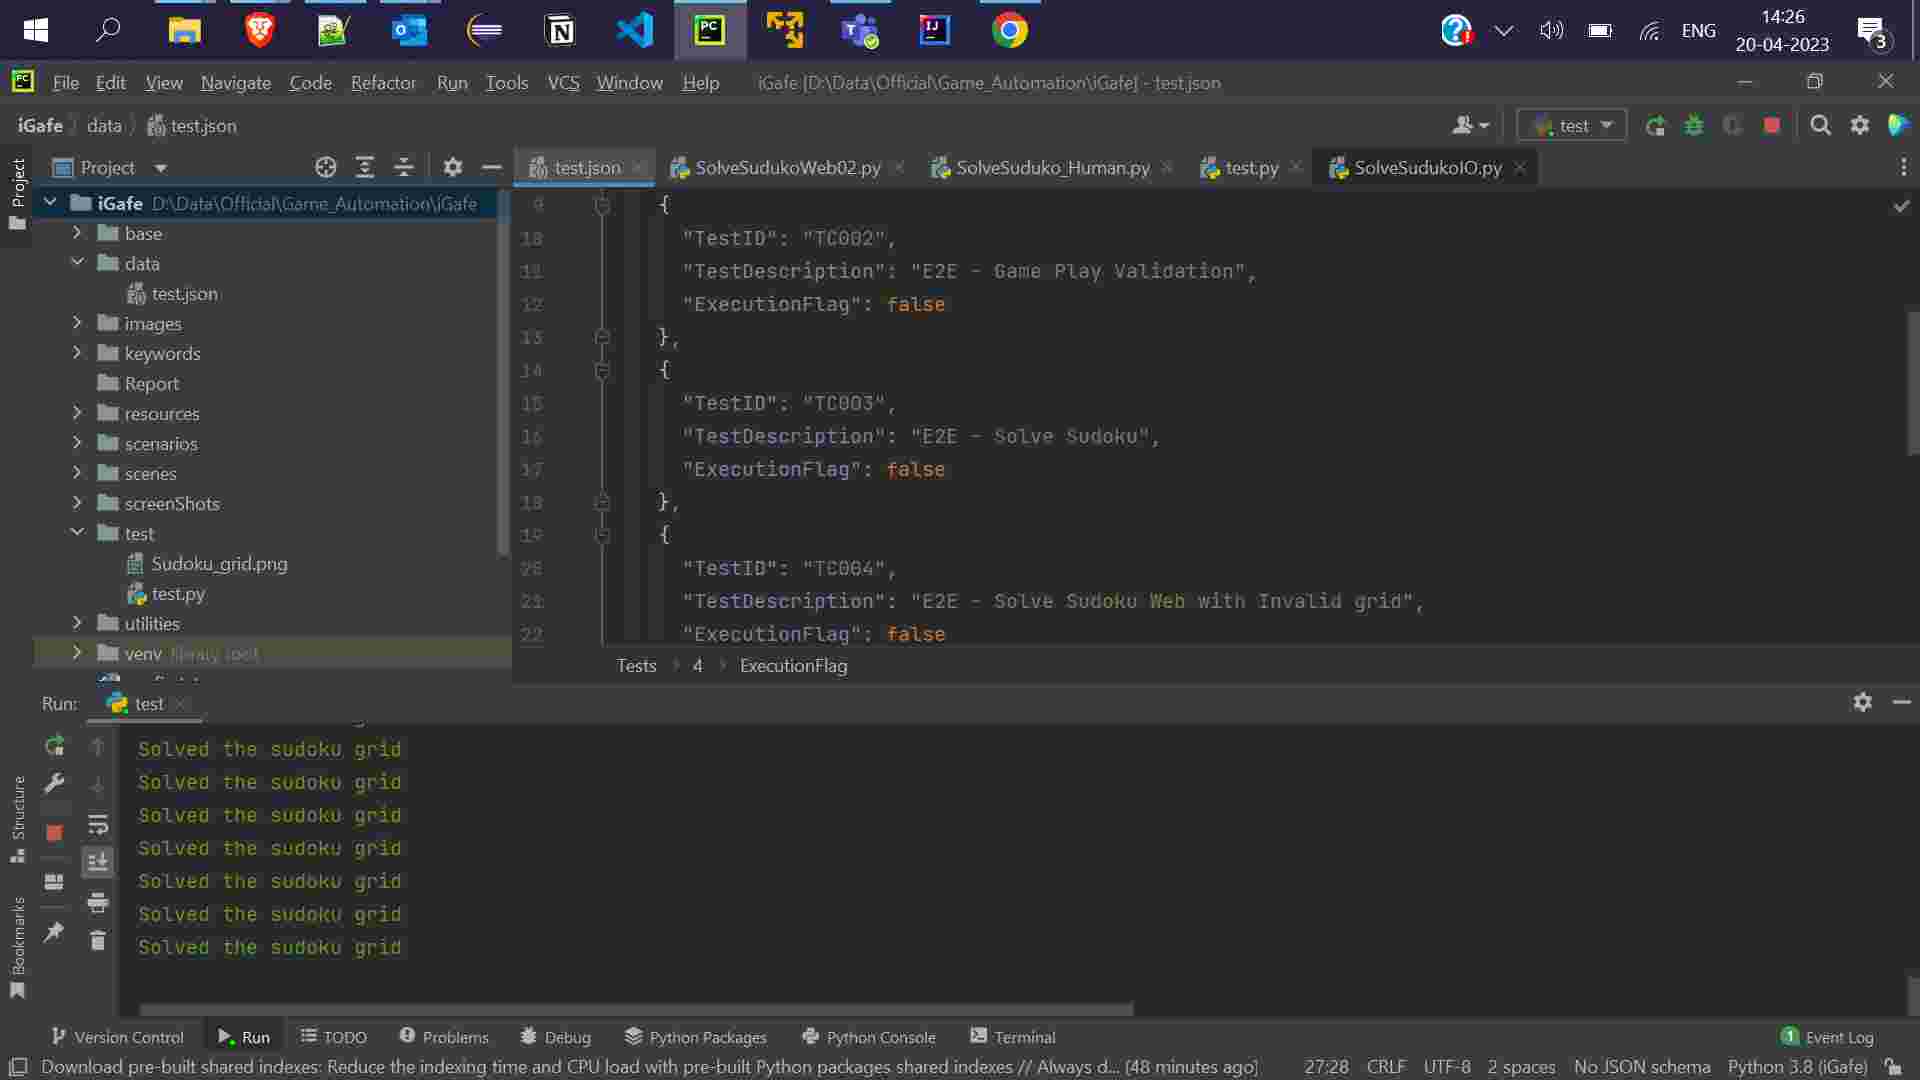 ENG
14:26
20-04-2023
3
File Edit View Navigate Code Refactor Run Tools VCS Window Help
iGafe [D:\Data\Official\Game_Automation\iGafe] - test.json
iGafe data test.json
test
Project
Project
test.json
SolveSudukoWeb02.py
SolveSuduko_Human.py
test.py
SolveSudukoIO.py
iGafe D:\Data\Official\Game_Automation\iGafe
base
data
test.json
images
keywords
Report
resources
scenarios
scenes
screenShots
test
Sudoku_grid.png
test.py
utilities
venv library root
9 {
10 "TestID": "TC002",
11 "TestDescription": "E2E - Game Play Validation",
12 "ExecutionFlag": false
13 },
14 {
15 "TestID": "TC003",
16 "TestDescription": "E2E - Solve Sudoku",
17 "ExecutionFlag": false
18 },
19 {
20 "TestID": "TC004",
21 "TestDescription": "E2E - Solve Sudoku Web with Invalid grid",
22 "ExecutionFlag": false
Tests 4 ExecutionFlag
Run: test
Solved the sudoku grid
Solved the sudoku grid
Solved the sudoku grid
Solved the sudoku grid
Solved the sudoku grid
Solved the sudoku grid
Solved the sudoku grid
Structure
Bookmarks
Version Control Run TODO Problems Debug Python Packages Python Console Terminal
1 Event Log
Download pre-built shared indexes: Reduce the indexing time and CPU load with pre-built Python packages shared indexes // Always d... (48 minutes ago)
27:28 CRLF UTF-8 2 spaces No JSON schema Python 3.8 (iGafe)